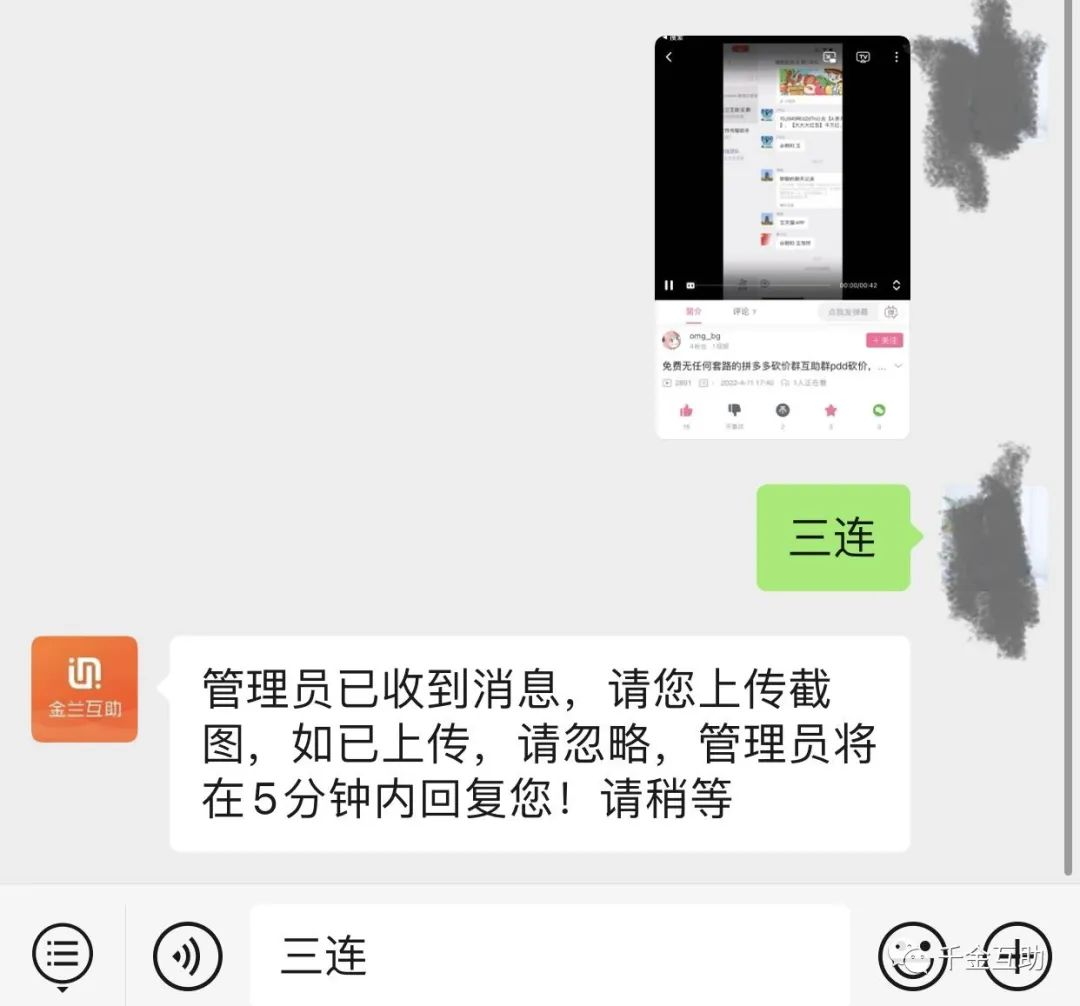 搜索
00:00/00:42
简介
评论 7
点我发弹幕
弹
omg_bg
+ 关注
免费无任何套路的拼多多砍价群互助群pdd砍价，...
2891
2022-4-11 17:40
1人正在看
16
不喜欢
2
3
3
三连
金兰互助
管理员已收到消息，请您上传截
图，如已上传，请忽略，管理员将
在5分钟内回复您！请稍等
三连
千金互助